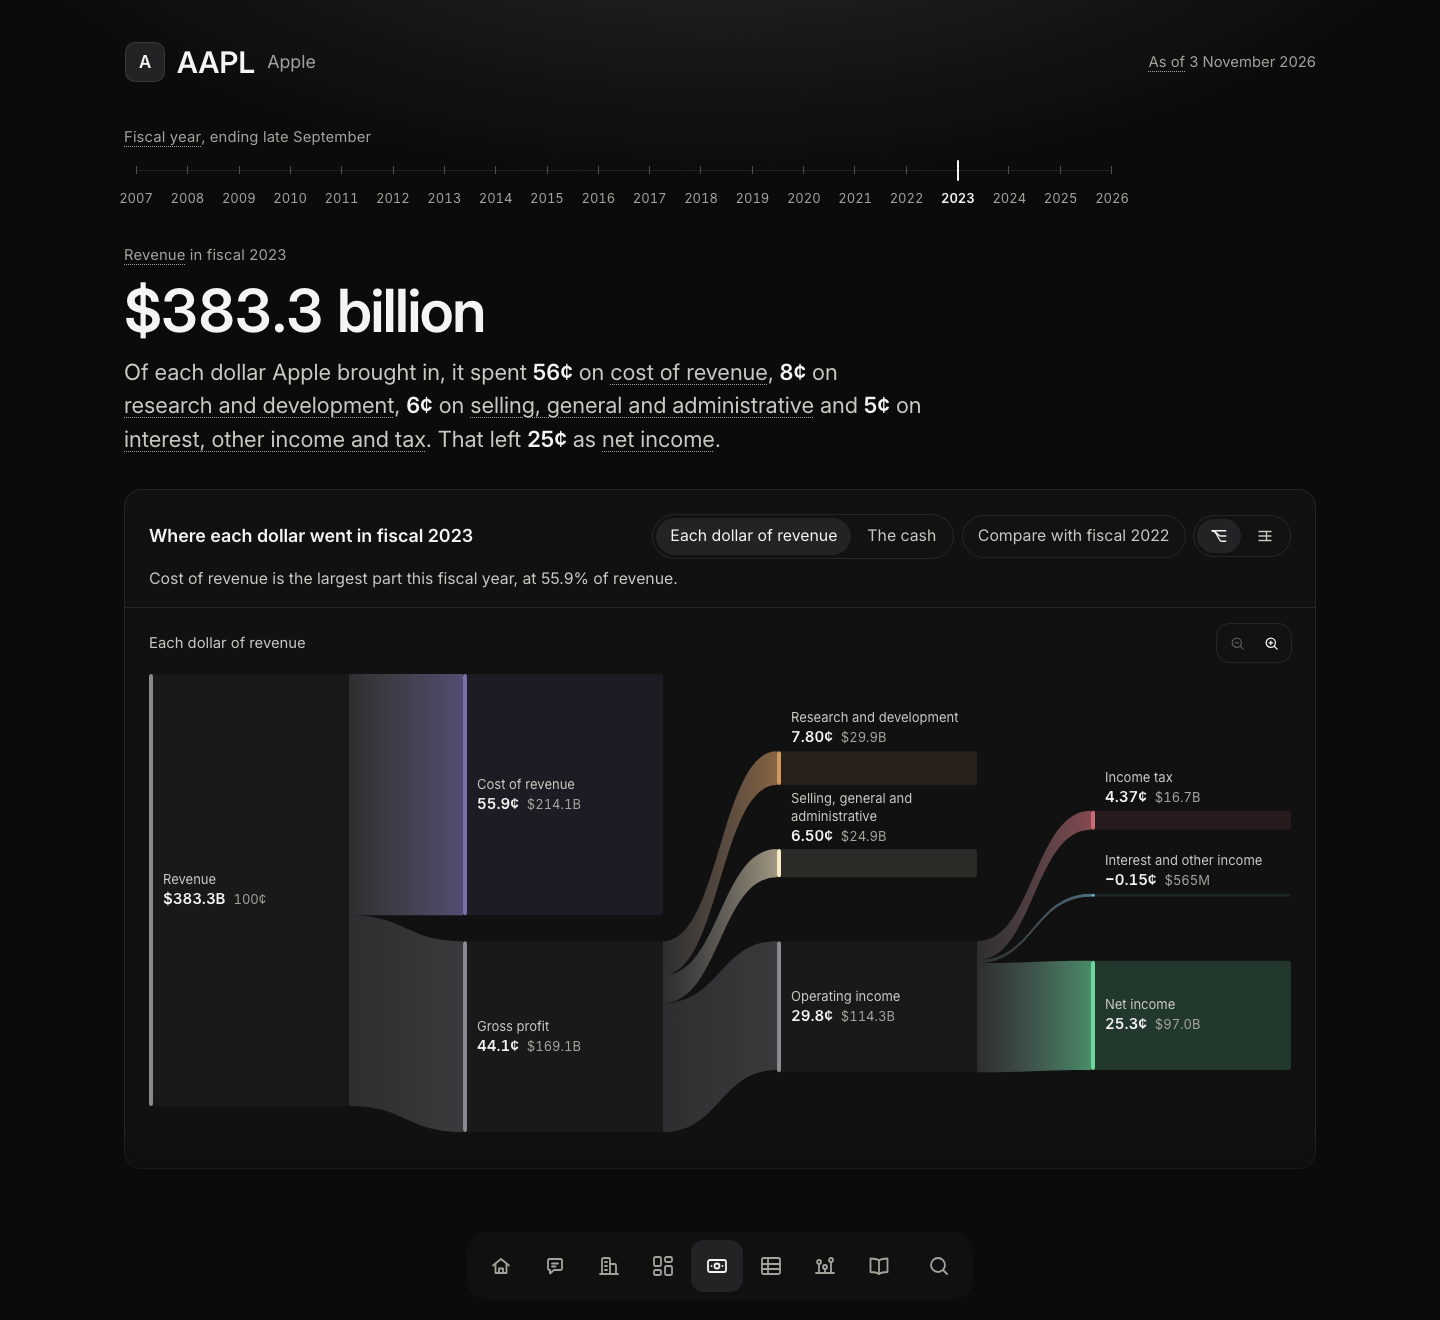 A AAPL Apple
As of 3 November 2026
Fiscal year, ending late September
2007 2008 2009 2010 2011 2012 2013 2014 2015 2016 2017 2018 2019 2020 2021 2022 2023 2024 2025 2026
Revenue in fiscal 2023
$383.3 billion
Of each dollar Apple brought in, it spent 56¢ on cost of revenue, 8¢ on
research and development, 6¢ on selling, general and administrative and 5¢ on
interest, other income and tax. That left 25¢ as net income.
Where each dollar went in fiscal 2023
Each dollar of revenue The cash Compare with fiscal 2022
Cost of revenue is the largest part this fiscal year, at 55.9% of revenue.
Each dollar of revenue
Revenue
$383.3B 100¢
Cost of revenue
55.9¢ $214.1B
Gross profit
44.1¢ $169.1B
Research and development
7.80¢ $29.9B
Selling, general and
administrative
6.50¢ $24.9B
Operating income
29.8¢ $114.3B
Income tax
4.37¢ $16.7B
Interest and other income
−0.15¢ $565M
Net income
25.3¢ $97.0B